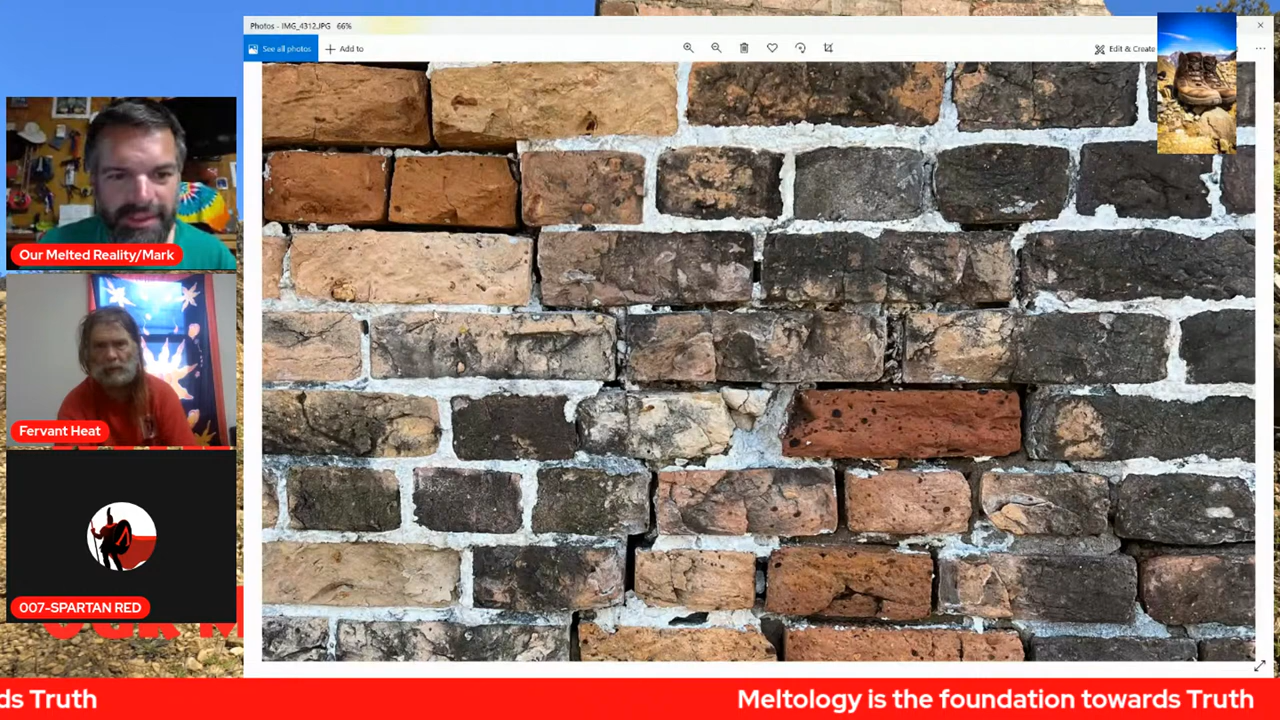 Photos - IMG_4312.JPG 66%
See all photos
Add to
Edit & Create
Our Melted Reality/Mark
Fervant Heat
007-SPARTAN RED
ds Truth
Meltology is the foundation towards Truth